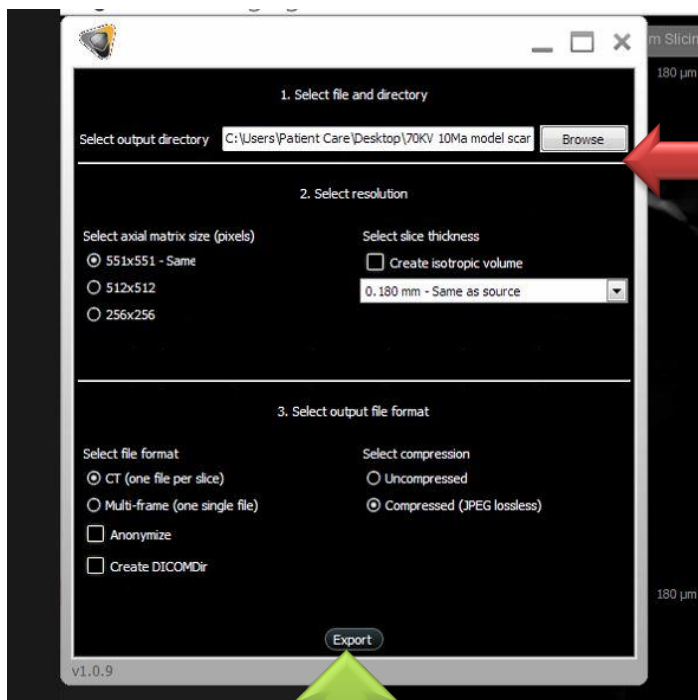 m Slicin
180 µm
1. Select file and directory
Select output directory C:\Users\Patient Care\Desktop\70KV 10Ma model scar Browse
2. Select resolution
Select axial matrix size (pixels) Select slice thickness
551x551 - Same Create isotropic volume
512x512 0.180 mm - Same as source
256x256
3. Select output file format
Select file format Select compression
CT (one file per slice) Uncompressed
Multi-frame (one single file) Compressed (JPEG lossless)
Anonymize
Create DICOMDir
180 µm
Export
v1.0.9